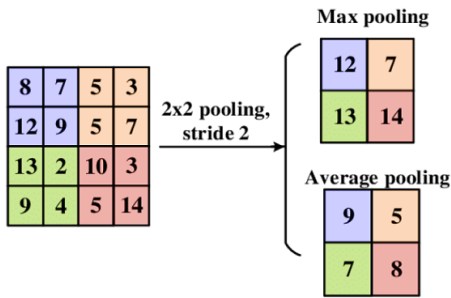 Max pooling
8 7 5 3
12 9 5 7
13 2 10 3
9 4 5 14
2x2 pooling,
stride 2
12 7
13 14
Average pooling
9 5
7 8